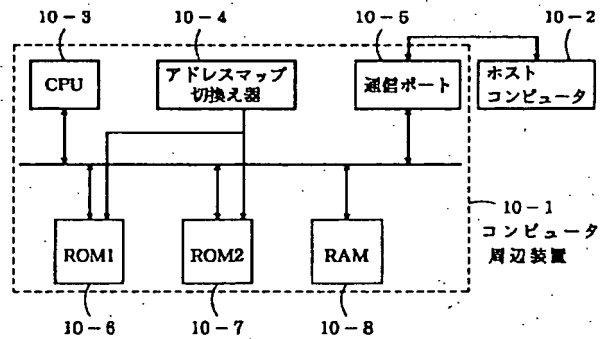 10-3
10-4
10-5
10-2
CPU
アドレスマップ
切換え器
通信ポート
ホスト
コンピュータ
10-1
コンピュータ
周辺装置
ROM1
ROM2
RAM
10-6
10-7
10-8